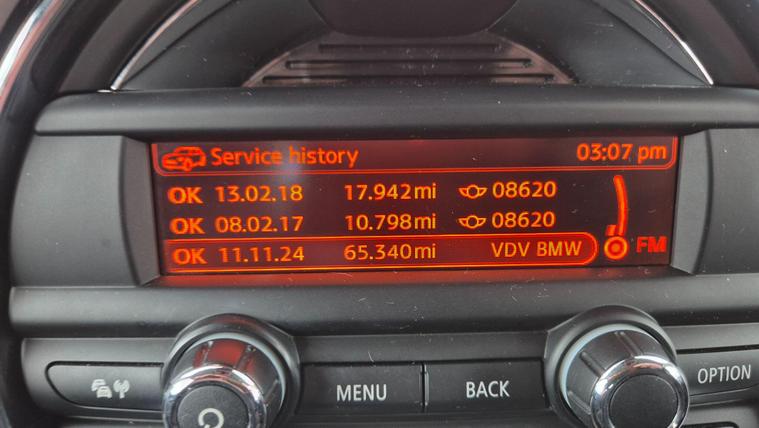 Service history 03:07 pm
OK 13.02.18 17.942mi 08620
OK 08.02.17 10.798mi 08620
OK 11.11.24 65.340mi VDV BMW
FM
MENU BACK OPTION